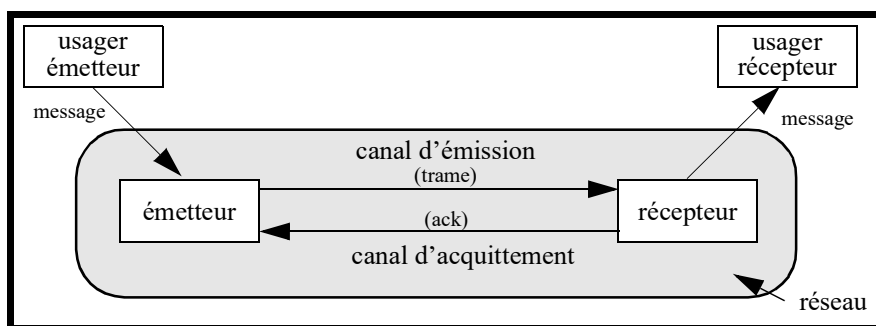 usager
émetteur
usager
récepteur
message
message
canal d’émission
(trame)
émetteur
récepteur
(ack)
canal d’acquittement
réseau